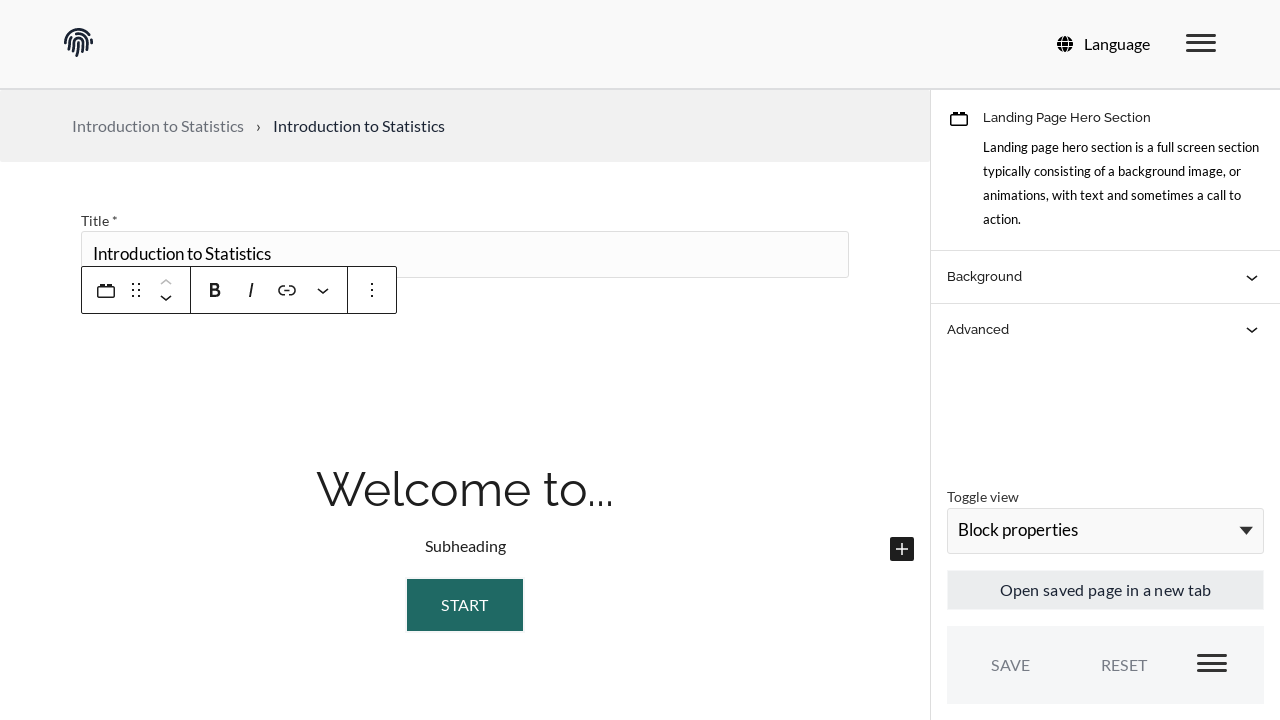 Language
Introduction to Statistics › Introduction to Statistics
Title *
Introduction to Statistics
B I
Welcome to...
Subheading
START
Landing Page Hero Section
Landing page hero section is a full screen section
typically consisting of a background image, or
animations, with text and sometimes a call to
action.
Background
Advanced
Toggle view
Block properties
Open saved page in a new tab
SAVE RESET